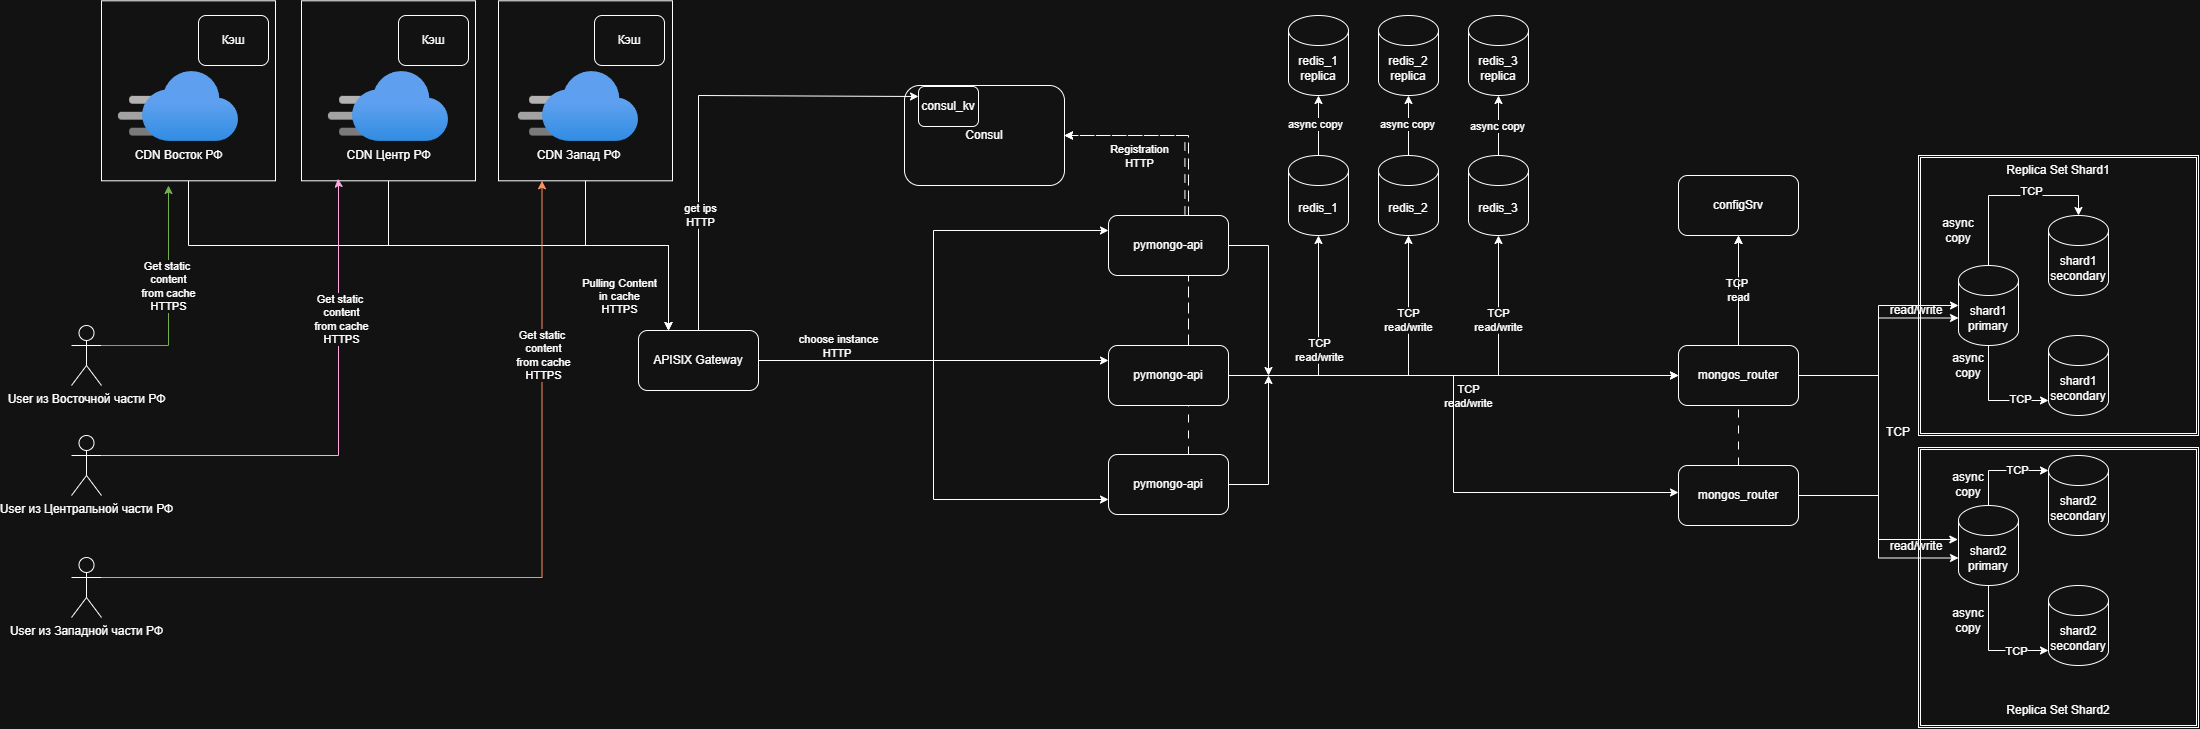 Кэш
CDN Восток РФ
Кэш
CDN Центр РФ
Кэш
CDN Запад РФ
Get static
content
from cache
HTTPS
Get static
content
from cache
HTTPS
Get static
content
from cache
HTTPS
User из Восточной части РФ
User из Центральной части РФ
User из Западной части РФ
Pulling Content
in cache
HTTPS
APISIX Gateway
get ips
HTTP
choose instance
HTTP
consul_kv
Consul
Registration
HTTP
pymongo-api
pymongo-api
pymongo-api
redis_1
replica
redis_2
replica
redis_3
replica
async copy
async copy
async copy
redis_1
redis_2
redis_3
TCP
read/write
TCP
read/write
TCP
read/write
TCP
read/write
configSrv
TCP
read
mongos_router
mongos_router
TCP
Replica Set Shard1
TCP
async
copy
shard1
secondary
read/write
shard1
primary
async
copy
TCP
shard1
secondary
async
copy
TCP
shard2
secondary
read/write
shard2
primary
async
copy
TCP
shard2
secondary
Replica Set Shard2